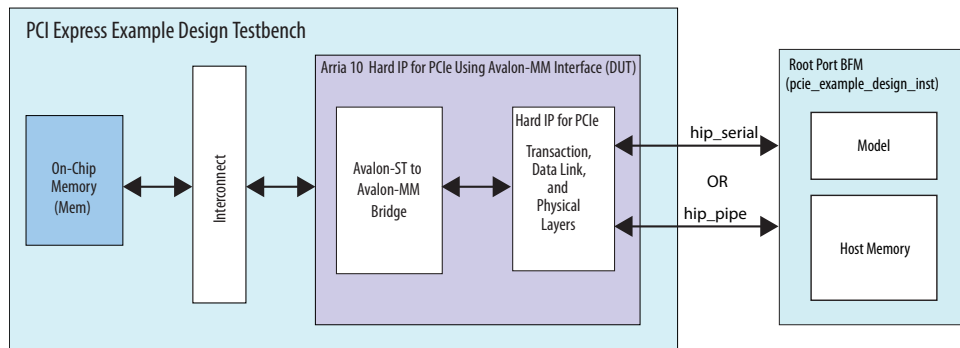 PCI Express Example Design Testbench
Arria 10 Hard IP for PCIe Using Avalon-MM Interface (DUT)
On-Chip
Memory
(Mem)
Interconnect
Avalon-ST to
Avalon-MM
Bridge
Hard IP for PCIe
Transaction,
Data Link,
and
Physical
Layers
hip_serial
OR
hip_pipe
Root Port BFM
(pcie_example_design_inst)
Model
Host Memory